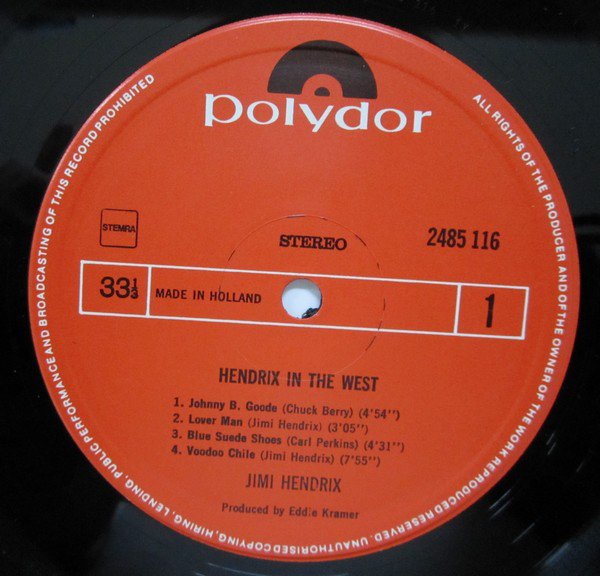 polydor
ALL RIGHTS OF THE PRODUCER AND OF THE OWNER OF THE WORK REPRODUCED RESERVED. UNAUTHORISED COPYING, HIRING, LENDING, PUBLIC PERFORMANCE AND BROADCASTING OF THIS RECORD PROHIBITED
STEMRA
STEREO
2485 116
33 1/3
MADE IN HOLLAND
1
HENDRIX IN THE WEST
1. Johnny B. Goode (Chuck Berry) (4'54'')
2. Lover Man (Jimi Hendrix) (3'05'')
3. Blue Suede Shoes (Carl Perkins) (4'31'')
4. Voodoo Chile (Jimi Hendrix) (7'55'')
JIMI HENDRIX
Produced by Eddie Kramer